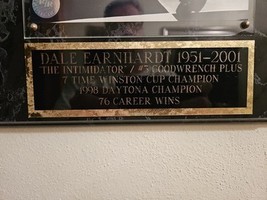 DALE EARNHARDT 1951-2001
'THE INTIMIDATOR' / #3 GOODWRENCH PLUS
7 TIME WINSTON CUP CHAMPION
1998 DAYTONA CHAMPION
76 CAREER WINS